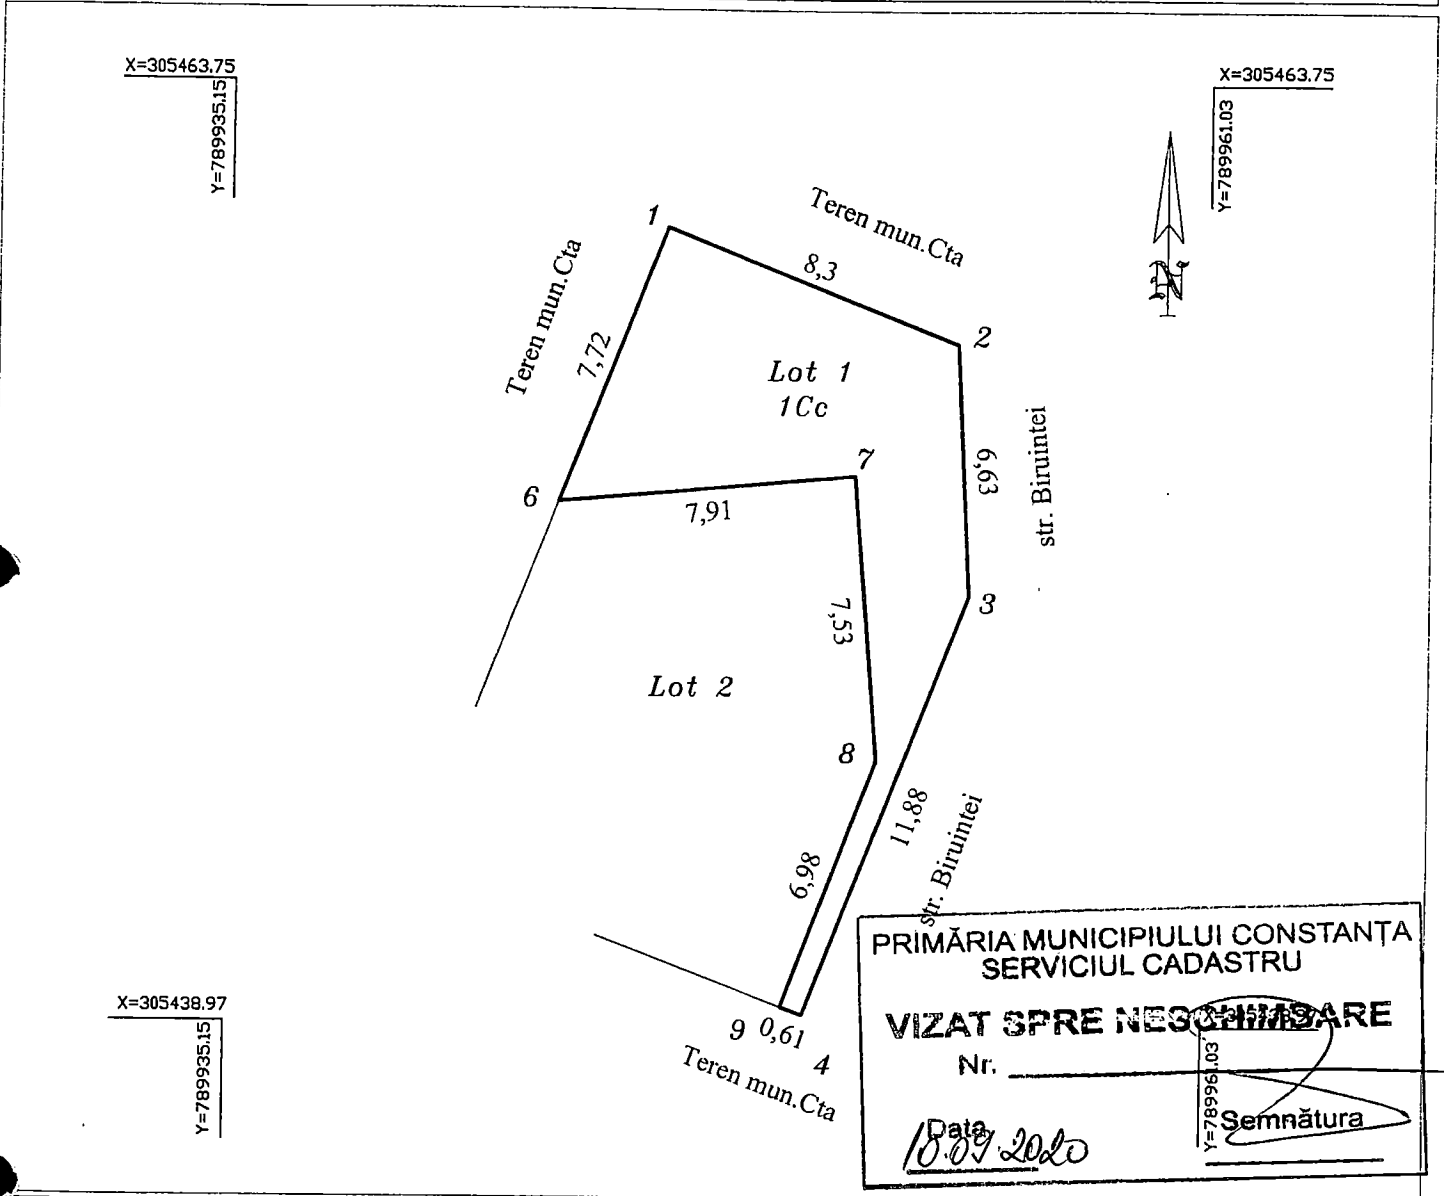 X=305463.75
Y=789935.15
X=305463.75
Y=789961.03
N
Teren mun.Cta
1
8,3
Teren mun.Cta
7,72
2
Lot 1
1Cc
6,63
str. Biruintei
7
6
7,91
3
7,53
Lot 2
8
11,88
str. Biruintei
6,98
9
0,61
4
Teren mun.Cta
X=305438.97
Y=789935.15
PRIMĂRIA MUNICIPIULUI CONSTANȚA
SERVICIUL CADASTRU
VIZAT SPRE NESCHIMBARE
Nr.
Y=789961.03
Data
10.09.2020
Semnătura